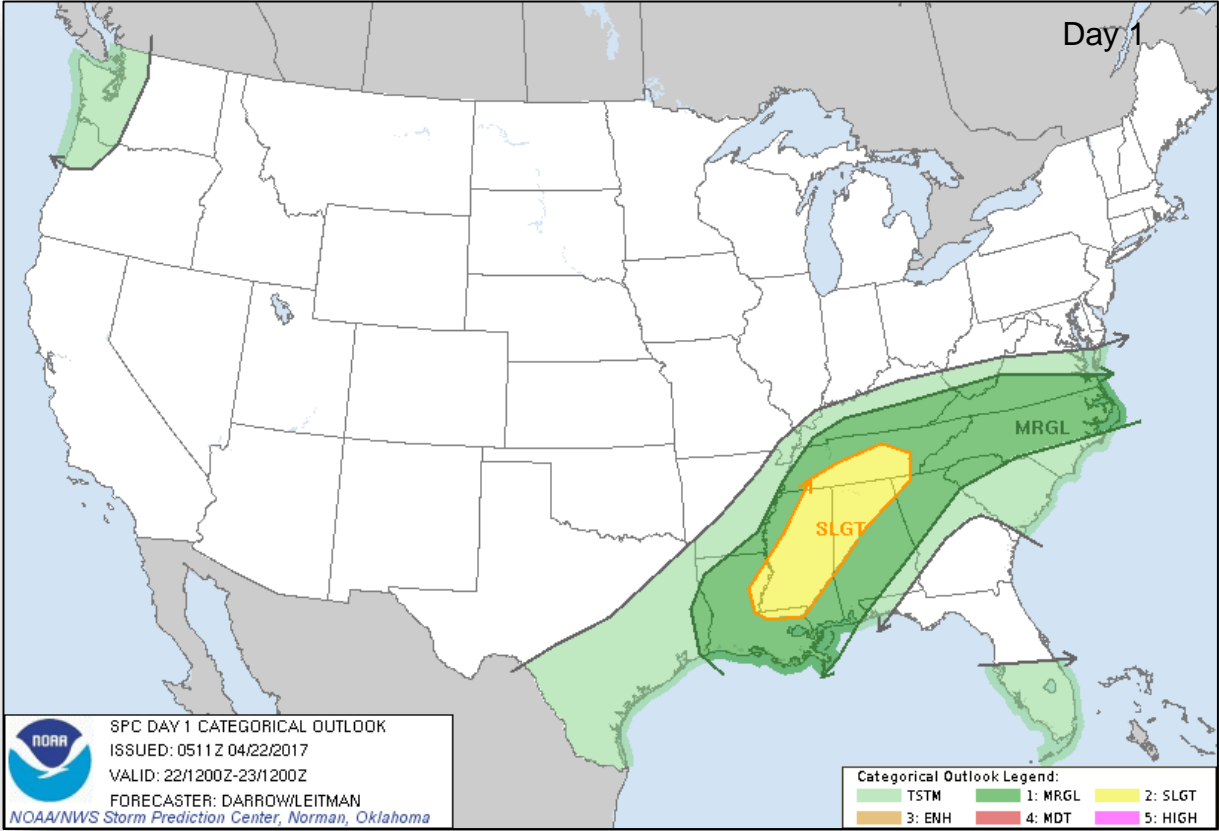 Day 1
MRGL
SLGT
NOAA
SPC DAY 1 CATEGORICAL OUTLOOK
ISSUED: 0511Z 04/22/2017
VALID: 22/1200Z-23/1200Z
FORECASTER: DARROW/LEITMAN
NOAA/NWS Storm Prediction Center, Norman, Oklahoma
Categorical Outlook Legend:
TSTM 1: MRGL 2: SLGT
3: ENH 4: MDT 5: HIGH